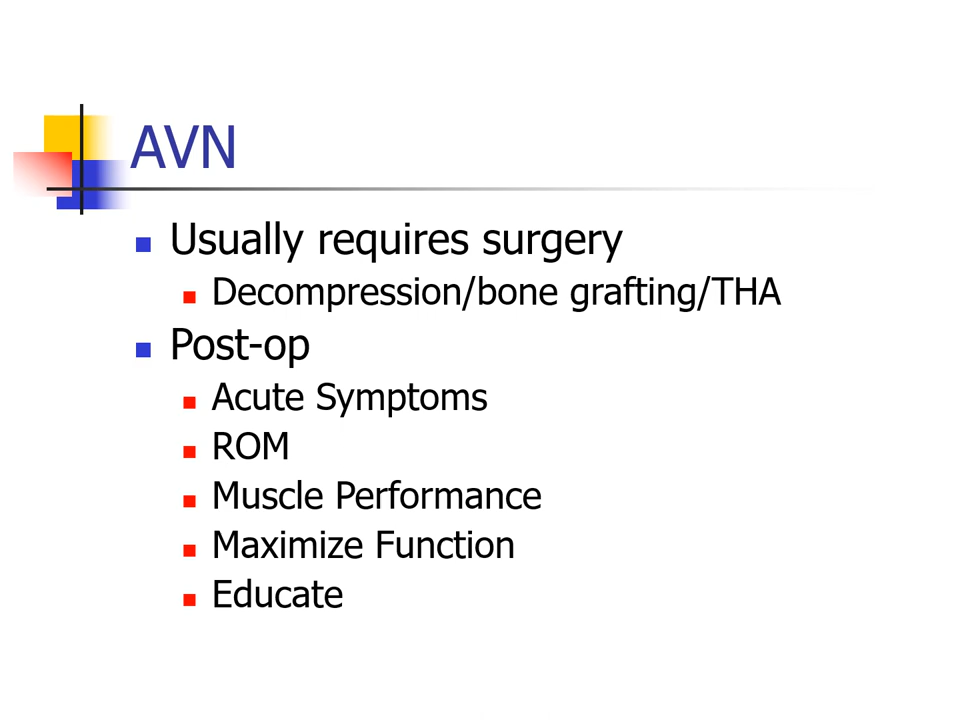 AVN
Usually requires surgery
Decompression/bone grafting/THA
Post-op
Acute Symptoms
ROM
Muscle Performance
Maximize Function
Educate